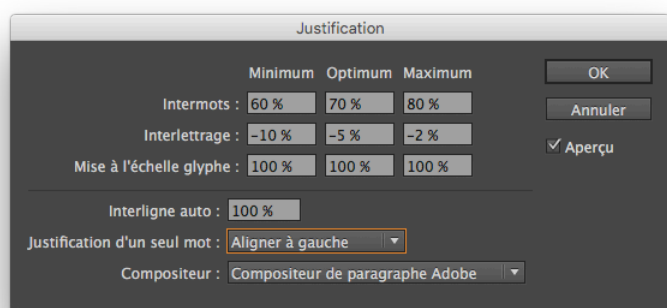 Justification
Minimum Optimum Maximum
Intermots : 60 % 70 % 80 %
Interlettrage : -10 % -5 % -2 %
Mise à l'échelle glyphe : 100 % 100 % 100 %
Interligne auto : 100 %
Justification d'un seul mot : Aligner à gauche
Compositeur : Compositeur de paragraphe Adobe
OK
Annuler
Aperçu